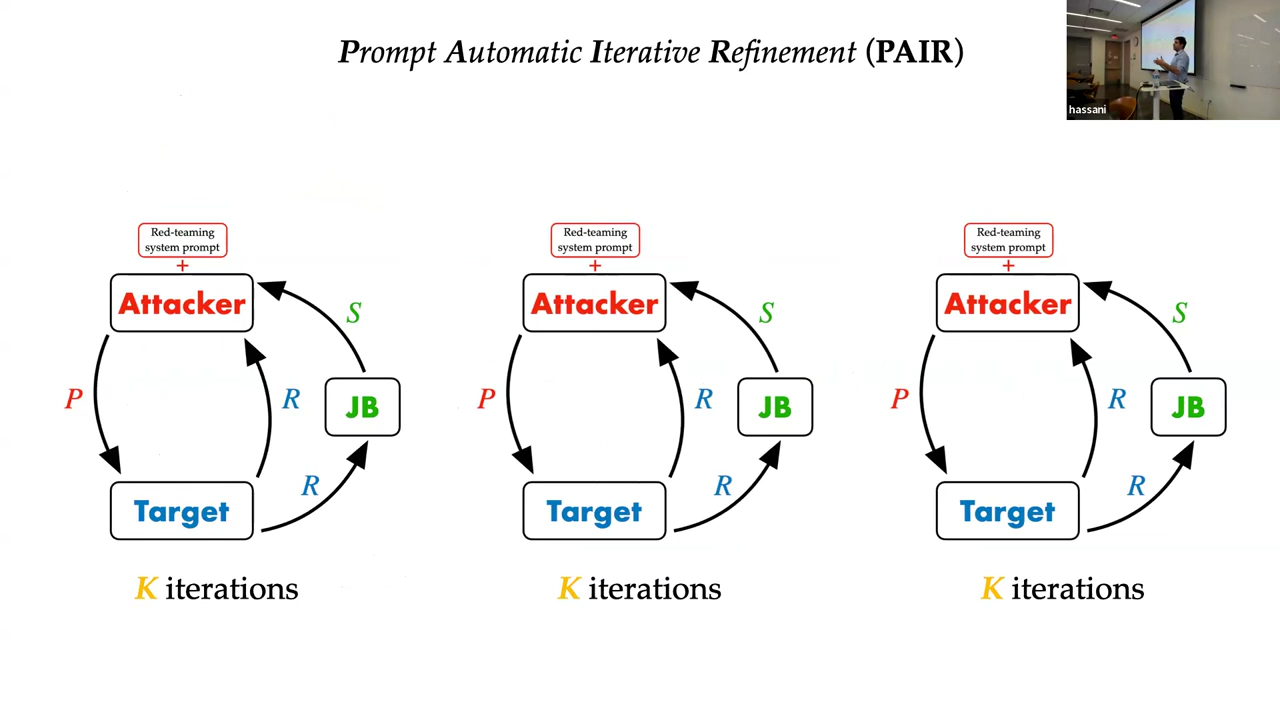 Prompt Automatic Iterative Refinement (PAIR)
hassani
Red-teaming
system prompt
+
Attacker
S
P
R
JB
R
Target
K iterations
Red-teaming
system prompt
+
Attacker
S
P
R
JB
R
Target
K iterations
Red-teaming
system prompt
+
Attacker
S
P
R
JB
R
Target
K iterations